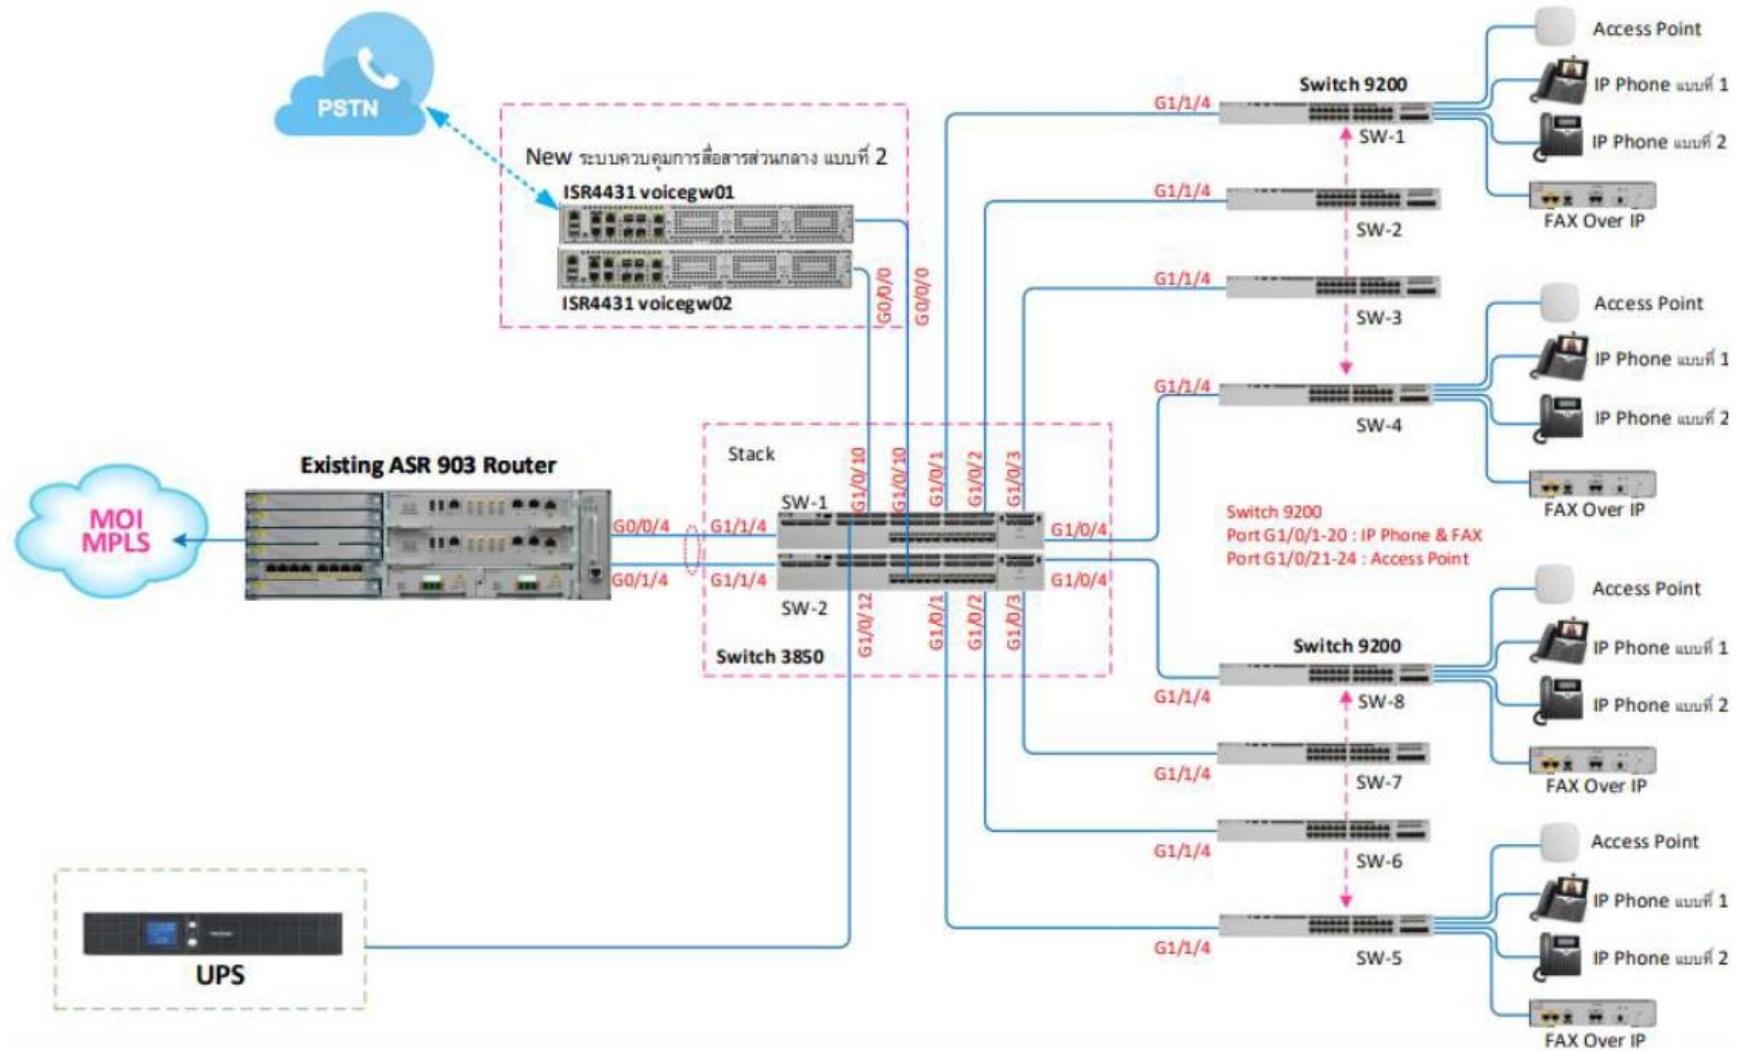 PSTN
New ระบบควบคุมการสื่อสารส่วนกลาง แบบที่ 2
ISR4431 voicegw01
ISR4431 voicegw02
G0/0/0
G0/0/0
Existing ASR 903 Router
MOI
MPLS
G0/0/4
G0/1/4
G1/1/4
G1/1/4
Stack
SW-1
SW-2
Switch 3850
G1/0/10
G1/0/10
G1/0/1
G1/0/2
G1/0/3
G1/0/4
G1/0/4
G1/0/12
G1/0/1
G1/0/2
G1/0/3
UPS
Switch 9200
G1/1/4
SW-1
G1/1/4
SW-2
G1/1/4
SW-3
G1/1/4
SW-4
Access Point
IP Phone แบบที่ 1
IP Phone แบบที่ 2
FAX Over IP
Access Point
IP Phone แบบที่ 1
IP Phone แบบที่ 2
FAX Over IP
Switch 9200
Port G1/0/1-20 : IP Phone & FAX
Port G1/0/21-24 : Access Point
Switch 9200
G1/1/4
SW-8
G1/1/4
SW-7
G1/1/4
SW-6
G1/1/4
SW-5
Access Point
IP Phone แบบที่ 1
IP Phone แบบที่ 2
FAX Over IP
Access Point
IP Phone แบบที่ 1
IP Phone แบบที่ 2
FAX Over IP